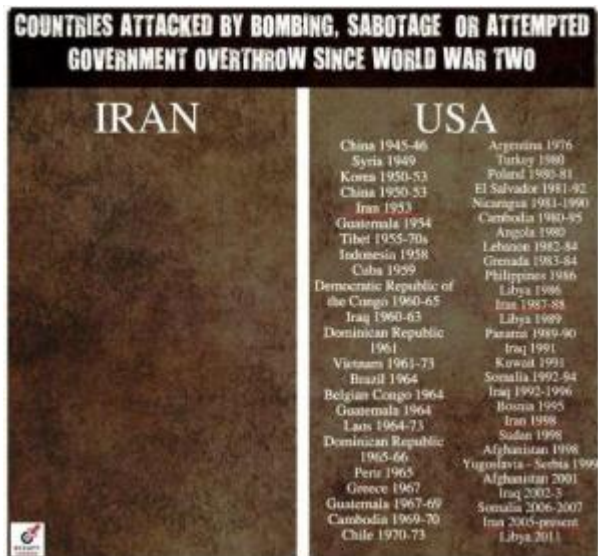 COUNTRIES ATTACKED BY BOMBING, SABOTAGE OR ATTEMPTED
GOVERNMENT OVERTHROW SINCE WORLD WAR TWO
IRAN
USA
China 1945-46
Syria 1949
Korea 1950-53
China 1950-53
Iran 1953
Guatemala 1954
Tibet 1955-70s
Indonesia 1958
Cuba 1959
Democratic Republic of
the Congo 1960-65
Iraq 1960-63
Dominican Republic
1961
Vietnam 1961-73
Brazil 1964
Belgian Congo 1964
Guatemala 1964
Laos 1964-73
Dominican Republic
1965-66
Peru 1965
Greece 1967
Guatemala 1967-69
Cambodia 1969-70
Chile 1970-73
Argentina 1976
Turkey 1980
Poland 1980-81
El Salvador 1981-92
Nicaragua 1981-1990
Cambodia 1980-95
Angola 1980
Lebanon 1982-84
Grenada 1983-84
Philippines 1986
Libya 1986
Iran 1987-88
Libya 1989
Panama 1989-90
Iraq 1991
Kuwait 1991
Somalia 1992-94
Iraq 1992-1996
Bosnia 1995
Iran 1998
Sudan 1998
Afghanistan 1998
Yugoslavia - Serbia 1999
Afghanistan 2001
Iraq 2002-3
Somalia 2006-2007
Iran 2005-present
Libya 2011